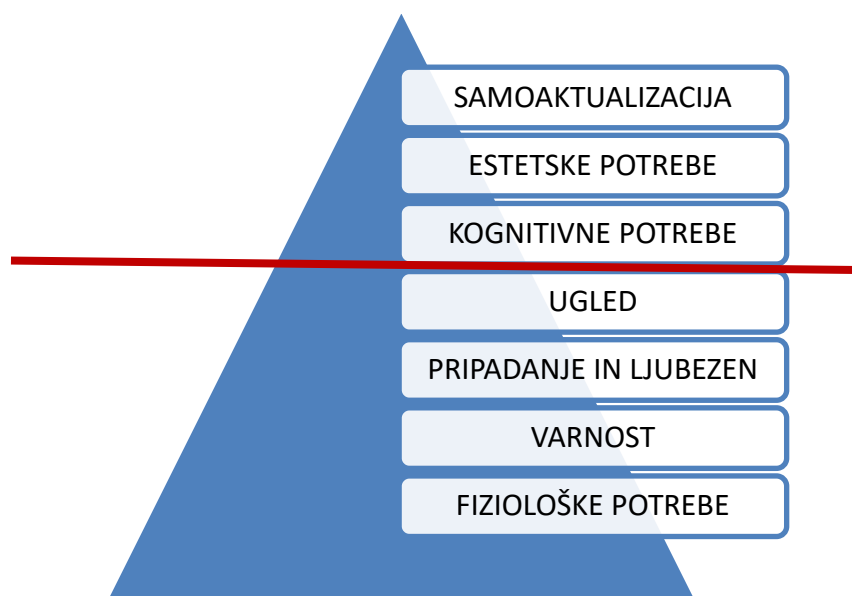 SAMOAKTUALIZACIJA
ESTETSKE POTREBE
KOGNITIVNE POTREBE
UGLED
PRIPADANJE IN LJUBEZEN
VARNOST
FIZIOLOŠKE POTREBE